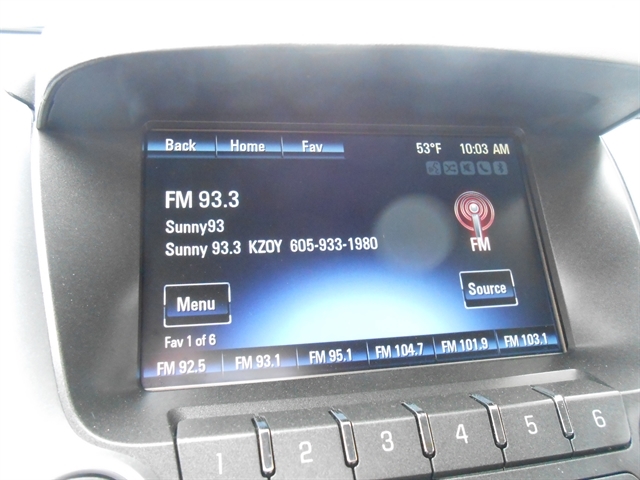 Back Home Fav 53°F 10:03 AM
FM 93.3
Sunny93
Sunny 93.3 KZOY 605-933-1980
FM
Menu Source
Fav 1 of 6
FM 92.5 FM 93.1 FM 95.1 FM 104.7 FM 101.9 FM 103.1
1 2 3 4 5 6